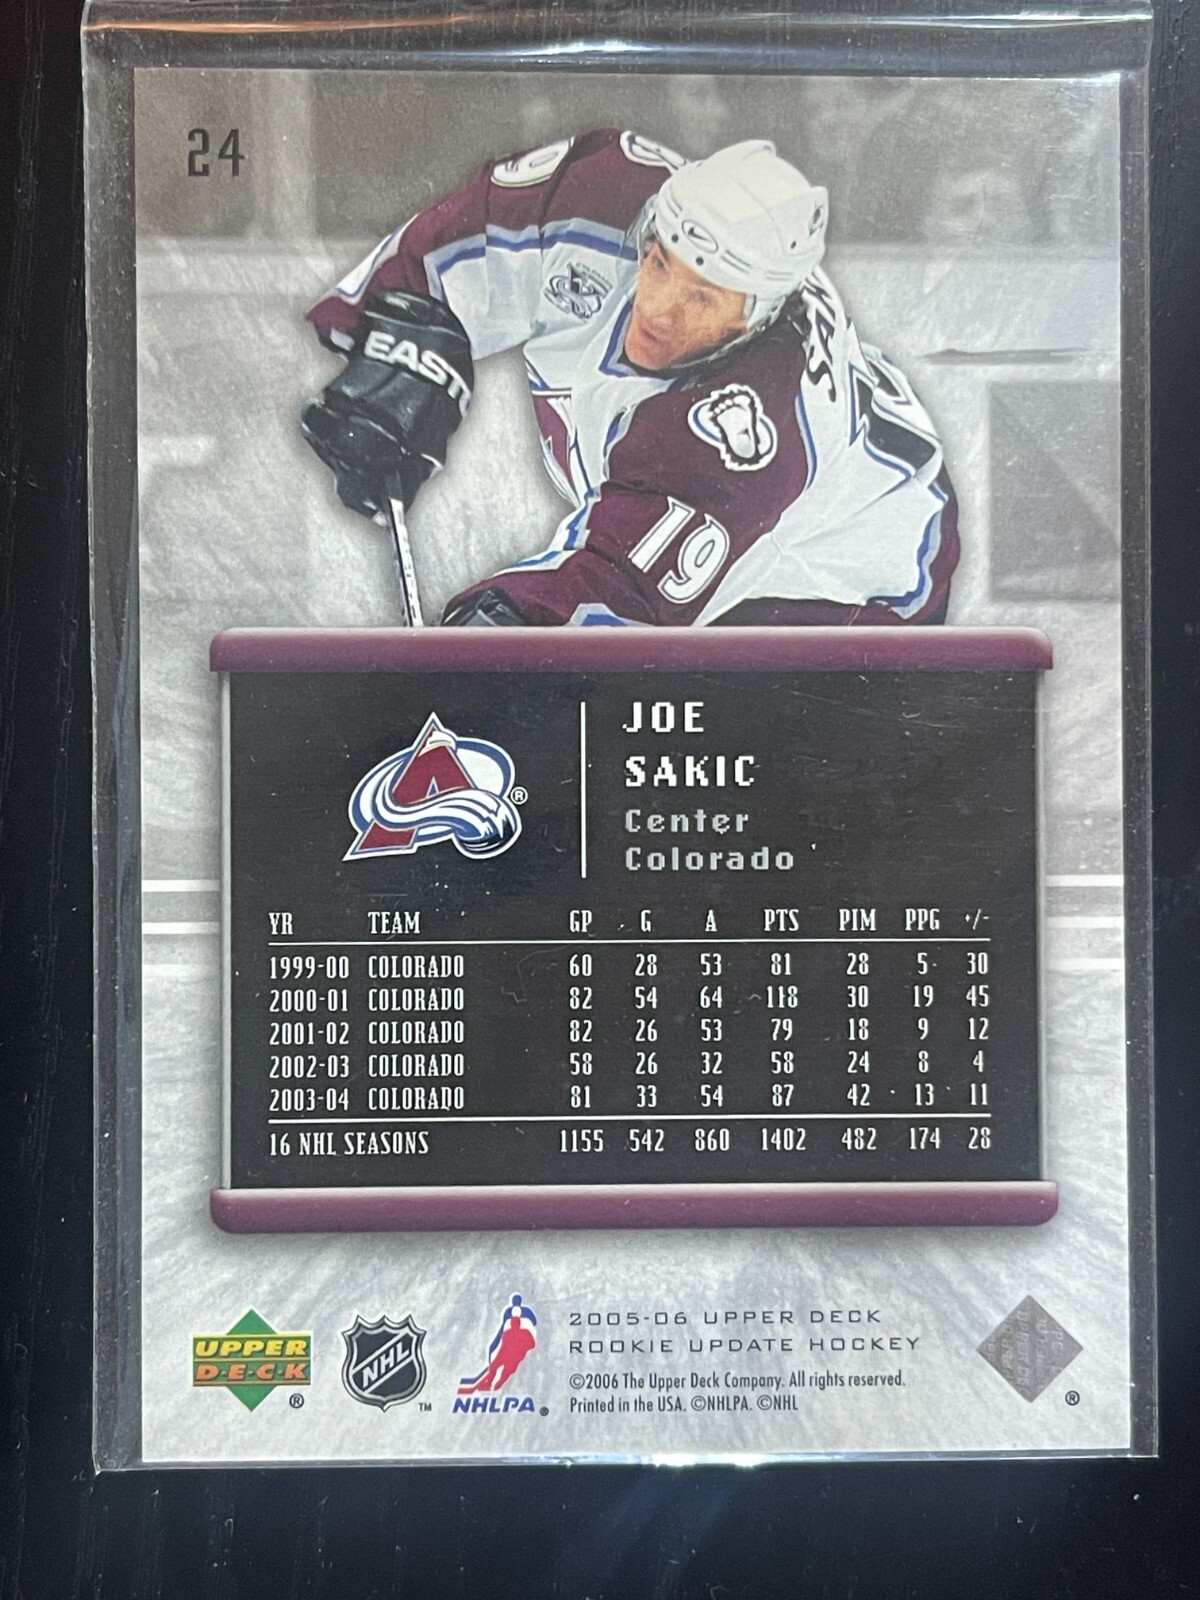 24
9
EAST
SAK
19
JOE
SAKIC
Center
Colorado
®
YR TEAM GP G A PTS PIM PPG +/-
1999-00 COLORADO 60 28 53 81 28 5 30
2000-01 COLORADO 82 54 64 118 30 19 45
2001-02 COLORADO 82 26 53 79 18 9 12
2002-03 COLORADO 58 26 32 58 24 8 4
2003-04 COLORADO 81 33 54 87 42 13 11
16 NHL SEASONS 1155 542 860 1402 482 174 28
UPPER
D·E·C·K
®
NHL
™
NHLPA®
2005-06 UPPER DECK
ROOKIE UPDATE HOCKEY
©2006 The Upper Deck Company. All rights reserved.
Printed in the USA. ©NHLPA. ©NHL
®